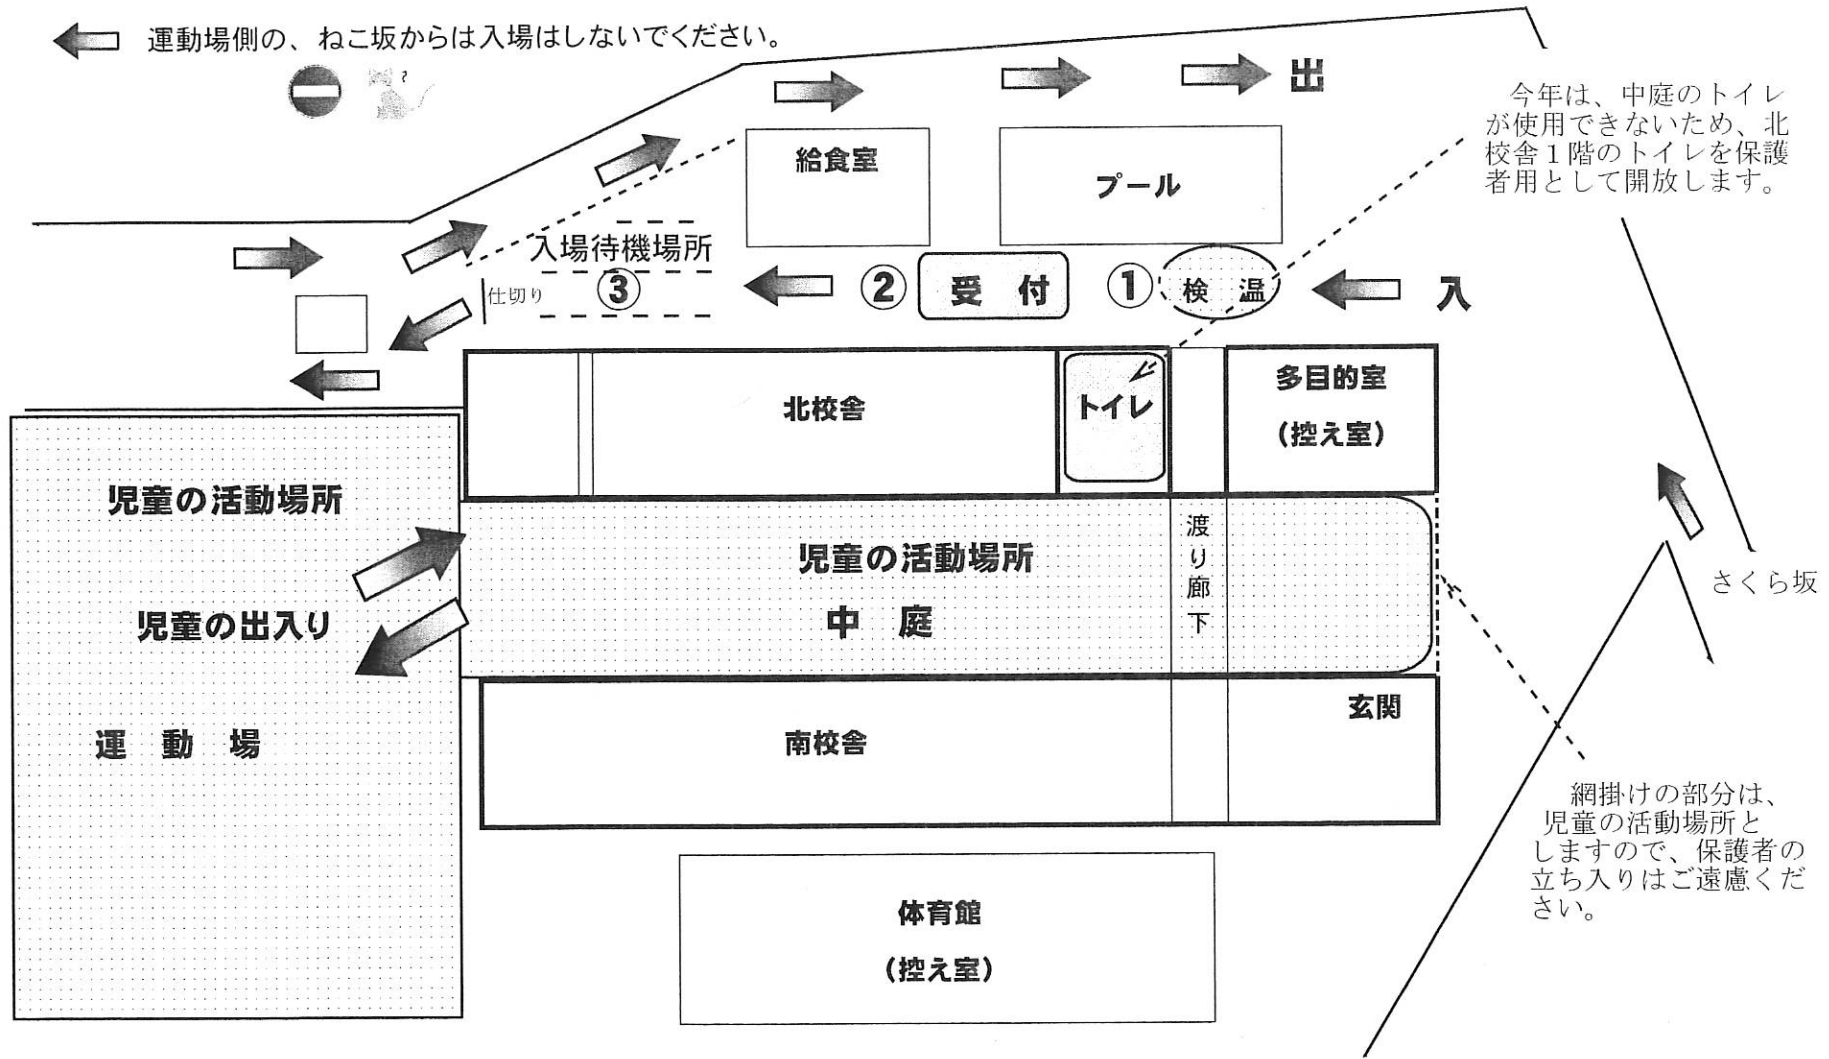 運動場側の、ねこ坂からは入場はしないでください。
?
出
今年は、中庭のトイレ
が使用できないため、北
校舎１階のトイレを保護
者用として開放します。
給食室
プール
入場待機場所
仕切り
③
②
受 付
①
検 温
入
北校舎
トイレ
多目的室
(控え室)
児童の活動場所
児童の出入り
運 動 場
児童の活動場所
中 庭
渡り廊下
さくら坂
南校舎
玄関
網掛けの部分は、
児童の活動場所と
しますので、保護者の
立ち入りはご遠慮くだ
さい。
体育館
(控え室)